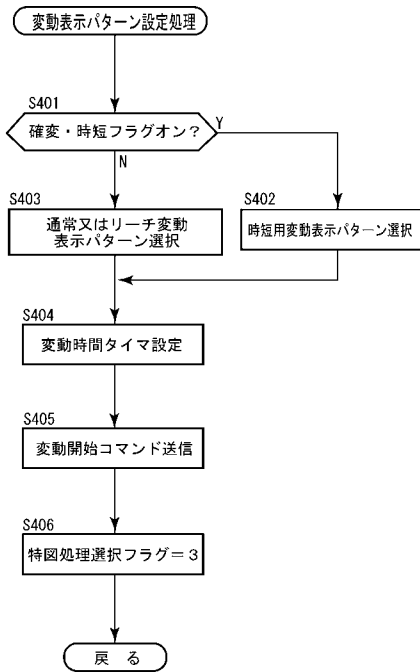 変動表示パターン設定処理
S401
確変・時短フラグオン?
Y
N
S403
通常又はリーチ変動
表示パターン選択
S402
時短用変動表示パターン選択
S404
変動時間タイマ設定
S405
変動開始コマンド送信
S406
特図処理選択フラグ=3
戻 る